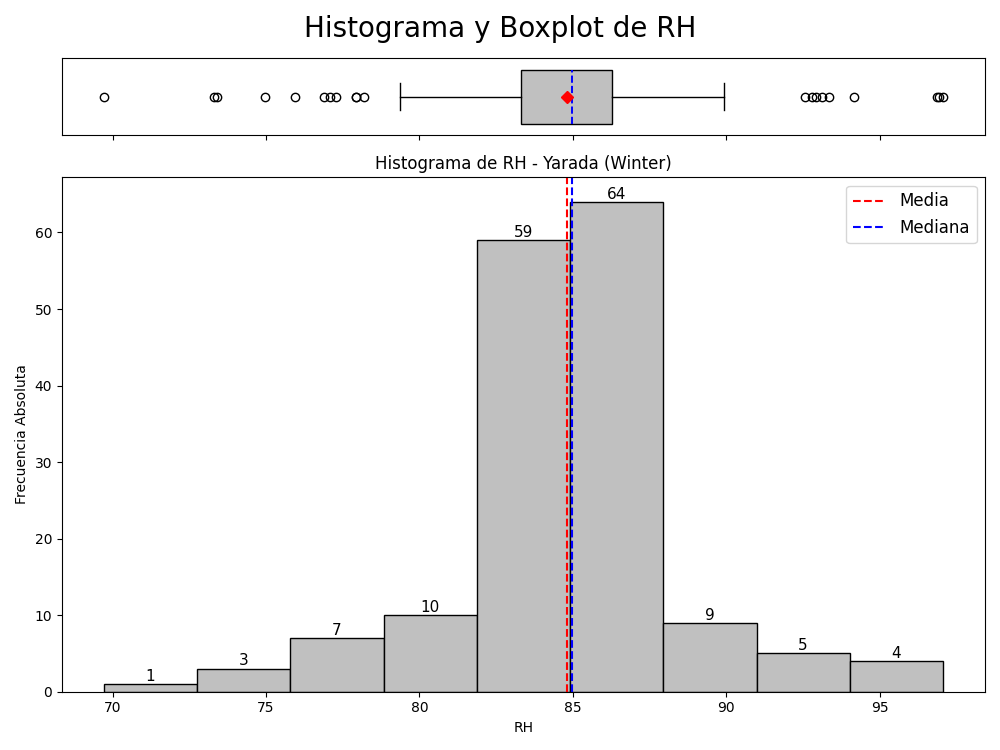 Histograma y Boxplot de RH
Histograma de RH - Yarada (Winter)
Media
Mediana
Frecuencia Absoluta
60
50
40
30
20
10
0
1
3
7
10
59
64
9
5
4
70 75 80 85 90 95
RH